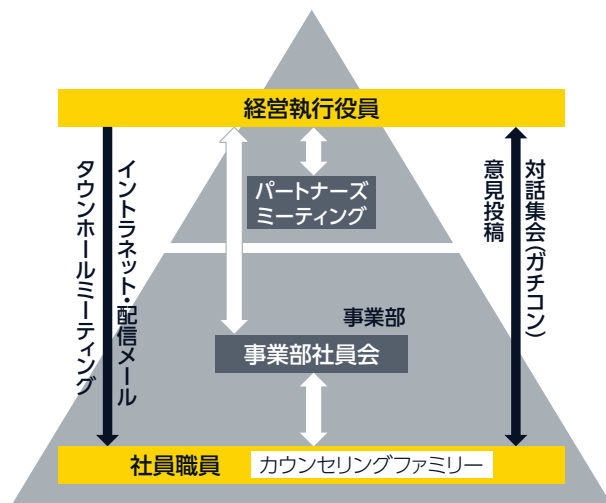 経営執行役員
パートナーズ
ミーティング
イントラネット・配信メール
タウンホールミーティング
対話集会(ガチコン)
意見投稿
事業部
事業部社員会
社員職員
カウンセリングファミリー